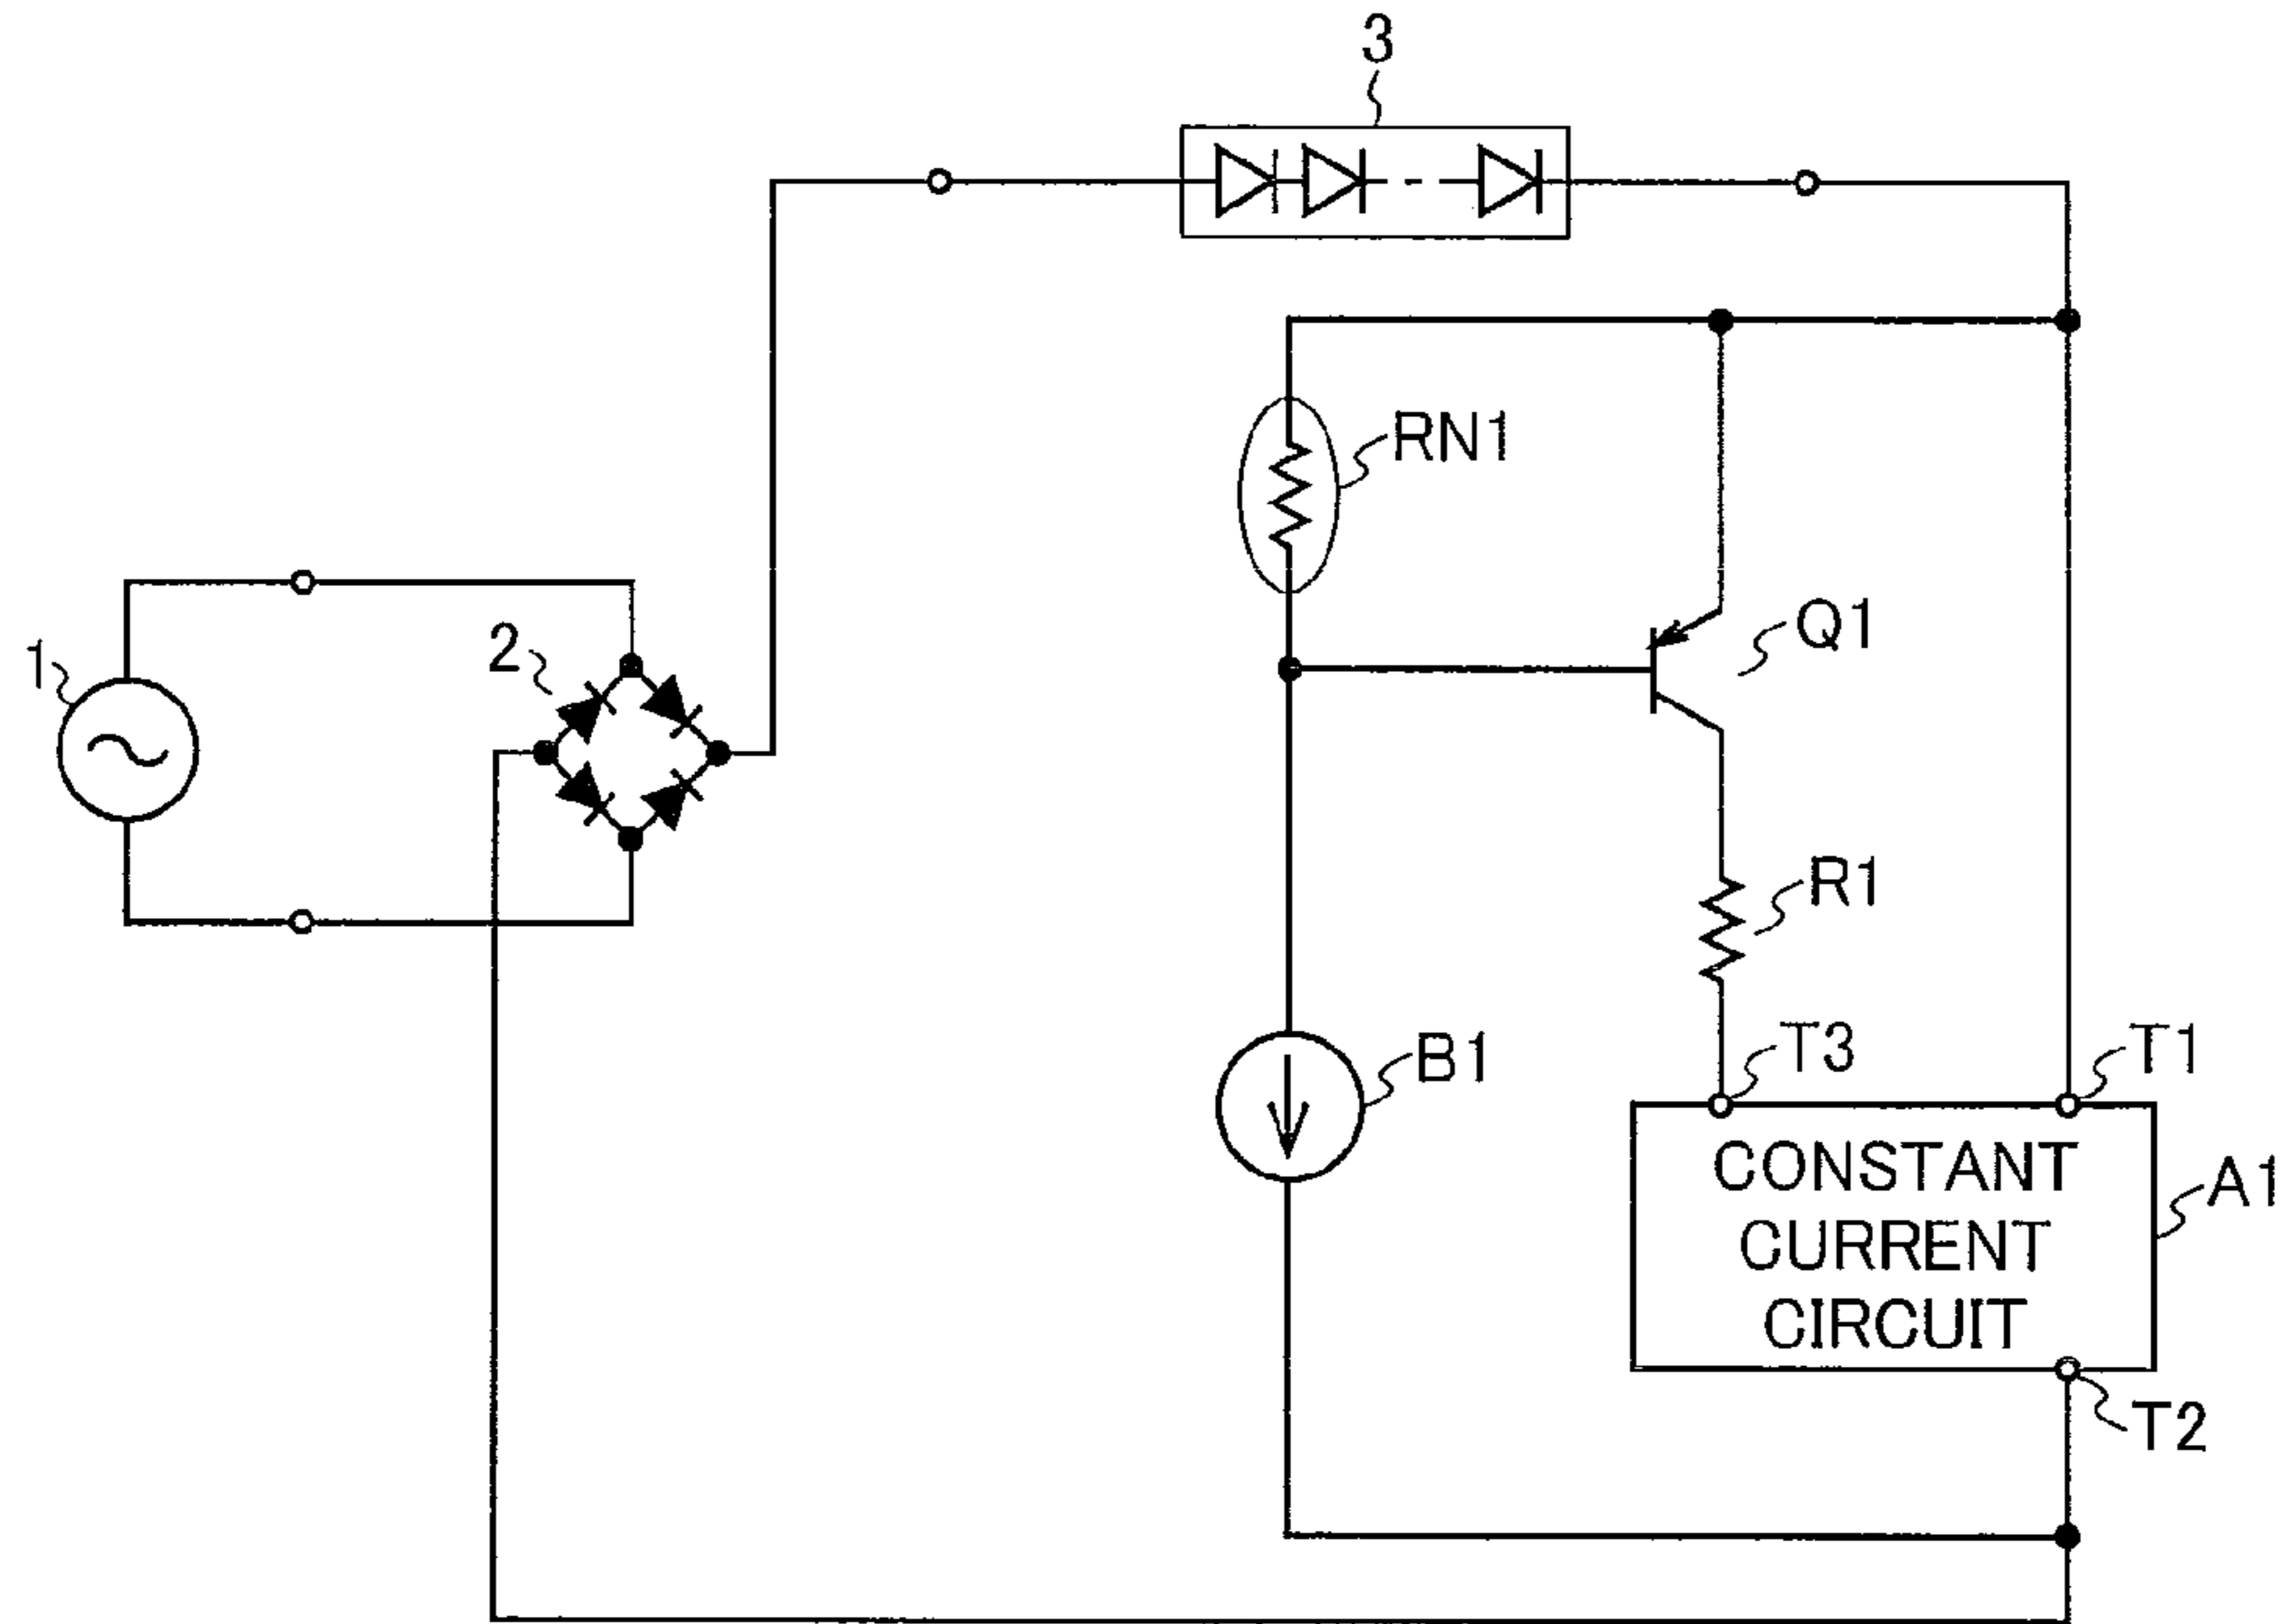 3
RN1
1
2
Q1
R1
B1
T3
T1
CONSTANT
CURRENT
CIRCUIT
A1
T2